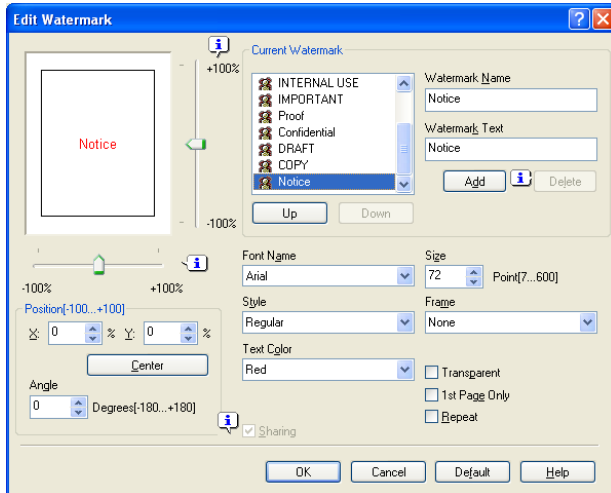 Edit Watermark
Notice
+100%
-100%
-100%
+100%
Position[-100...+100]
X: 0 % Y: 0 %
Center
Angle
0 Degrees[-180...+180]
Current Watermark
INTERNAL USE
IMPORTANT
Proof
Confidential
DRAFT
COPY
Notice
Up
Down
Watermark Name
Notice
Watermark Text
Notice
Add
Delete
Font Name
Arial
Size
72 Point[7...600]
Style
Regular
Frame
None
Text Color
Red
Transparent
1st Page Only
Repeat
Sharing
OK
Cancel
Default
Help